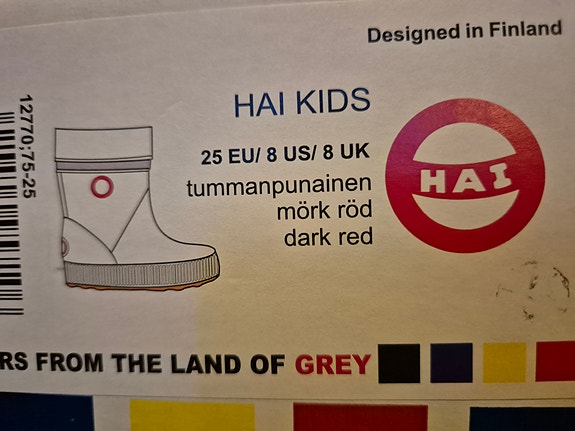 Designed in Finland
HAI KIDS
25 EU/ 8 US/ 8 UK
tummanpunainen
mörk röd
dark red
HAI
12770;75-25
RS FROM THE LAND OF GREY